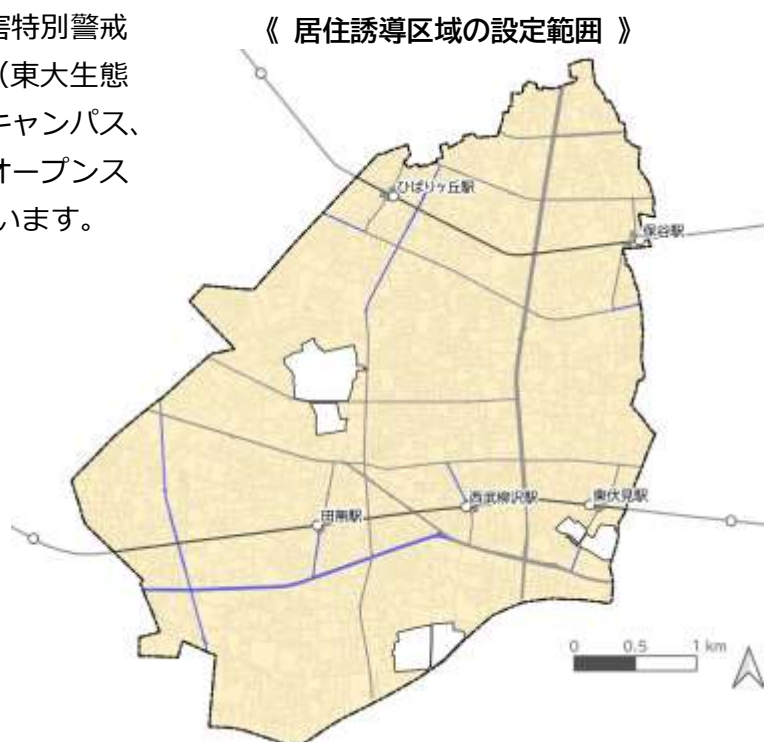 害特別警戒
（東大生態
キャンパス、
オープンス
います。
《 居住誘導区域の設定範囲 》
ひばりヶ丘駅
保谷駅
西武柳沢駅
東伏見駅
田無駅
0 0.5 1 km